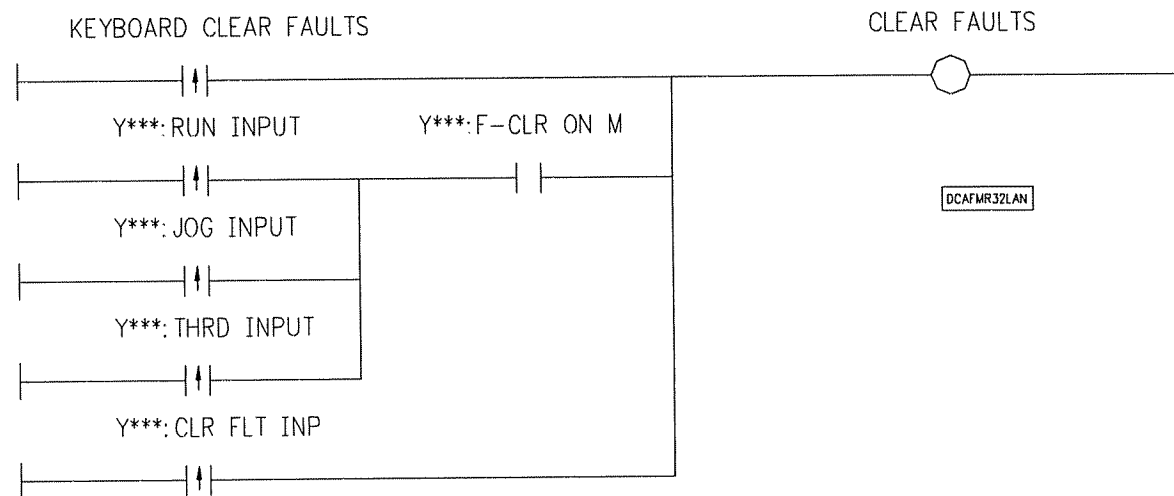 KEYBOARD CLEAR FAULTS
CLEAR FAULTS
Y***:RUN INPUT
Y***:F-CLR ON M
DCAFMR32LAN
Y***:JOG INPUT
Y***:THRD INPUT
Y***:CLR FLT INP